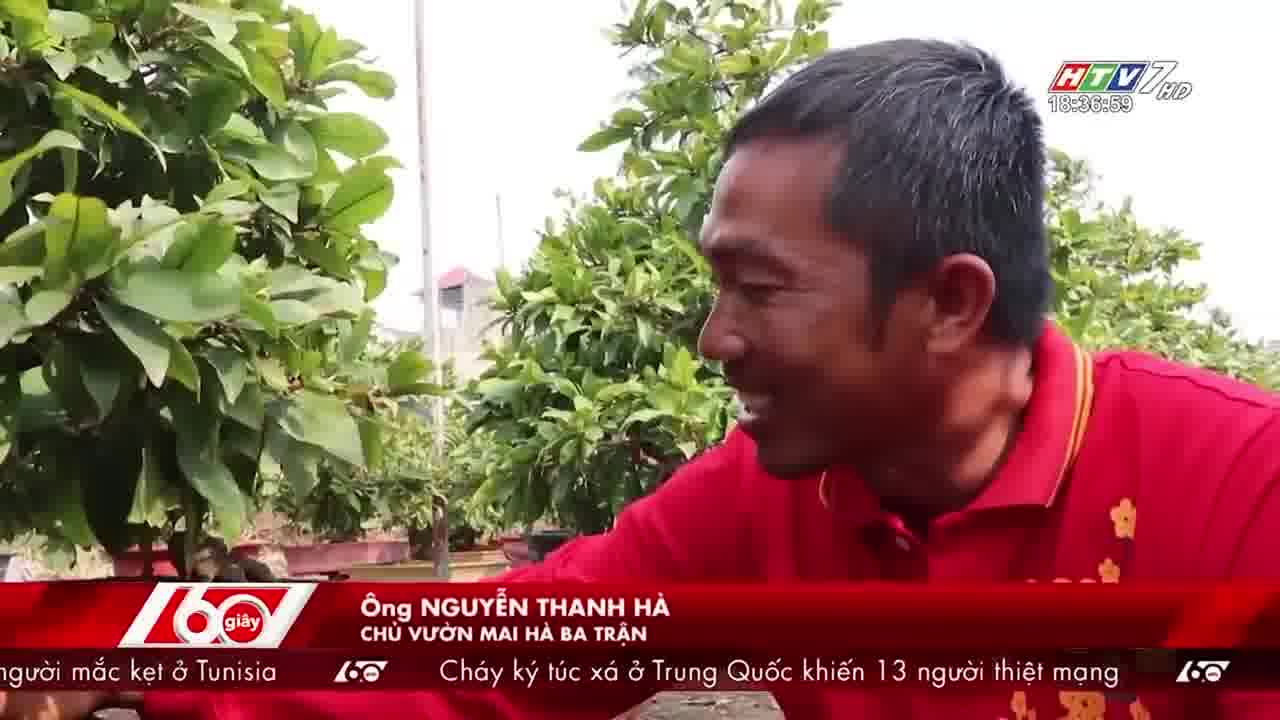 HTV7 HD
18:36:59
60 giây
Ông NGUYỄN THANH HÀ
CHỦ VƯỜN MAI HÀ BA TRẬN
người mắc kẹt ở Tunisia 60 Cháy ký túc xá ở Trung Quốc khiến 13 người thiệt mạng 60